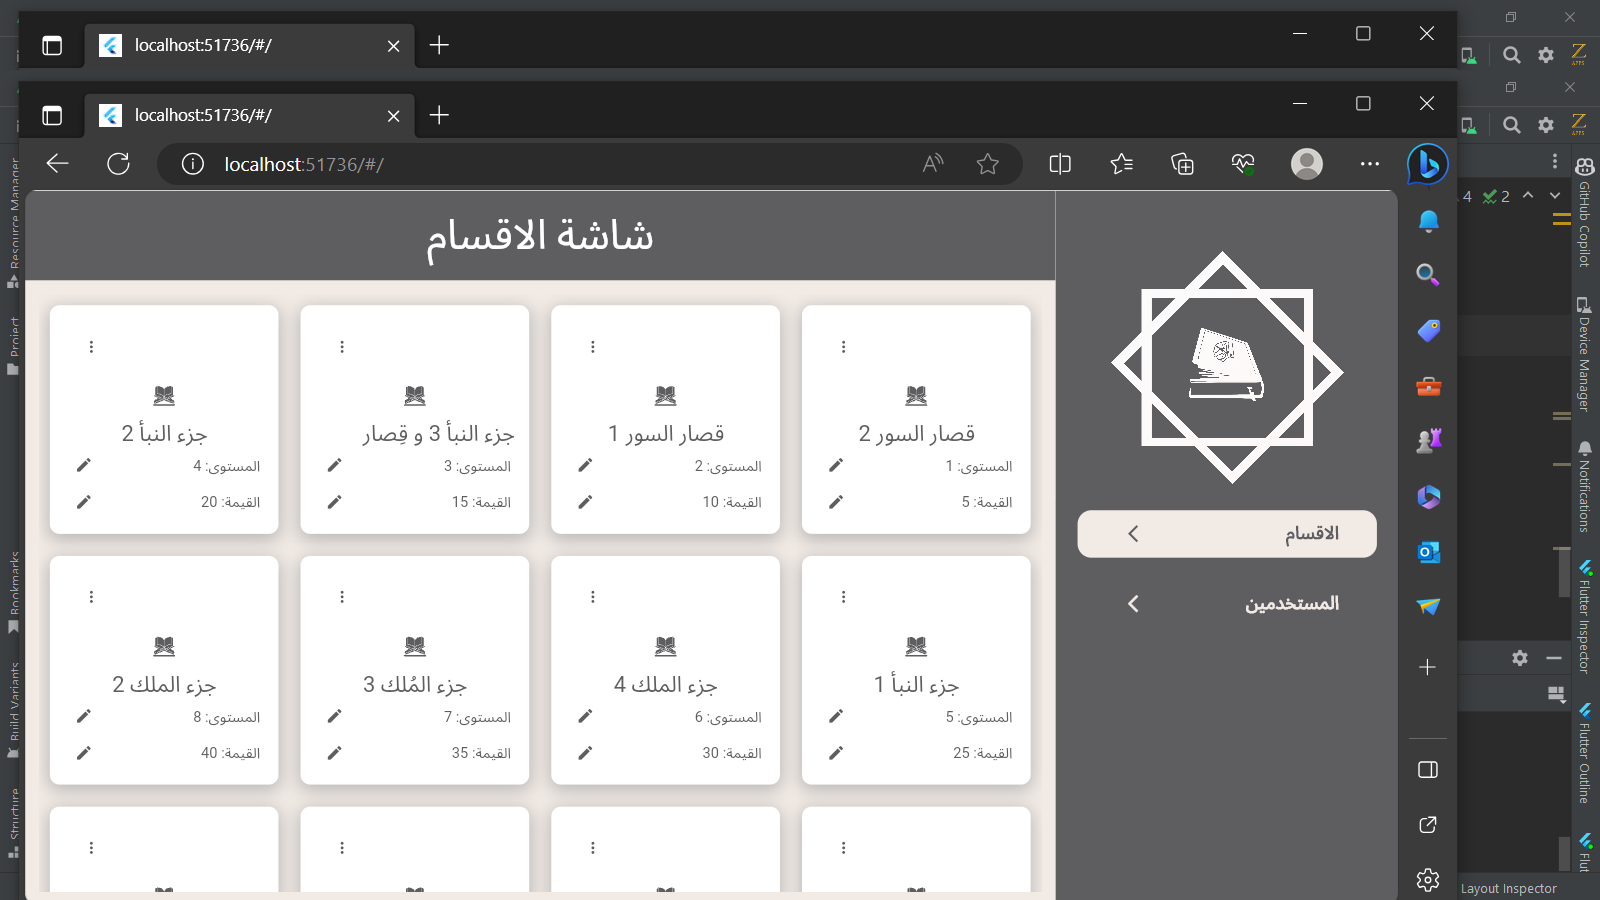 localhost:51736/#/
localhost:51736/#/
localhost:51736/#/
شاشة الاقسام
قصار السور 2
المستوى: 1
القيمة: 5
قصار السور 1
المستوى: 2
القيمة: 10
جزء النبأ 3 و قِصار
المستوى: 3
القيمة: 15
جزء النبأ 2
المستوى: 4
القيمة: 20
جزء النبأ 1
المستوى: 5
القيمة: 25
جزء الملك 4
المستوى: 6
القيمة: 30
جزء المُلك 3
المستوى: 7
القيمة: 35
جزء الملك 2
المستوى: 8
القيمة: 40
الاقسام
المستخدمين
Resource Manager
Project
Bookmarks
Build Variants
Structure
4 2
GitHub Copilot
Device Manager
Notifications
Flutter Inspector
Flutter Outline
Flut
Layout Inspector